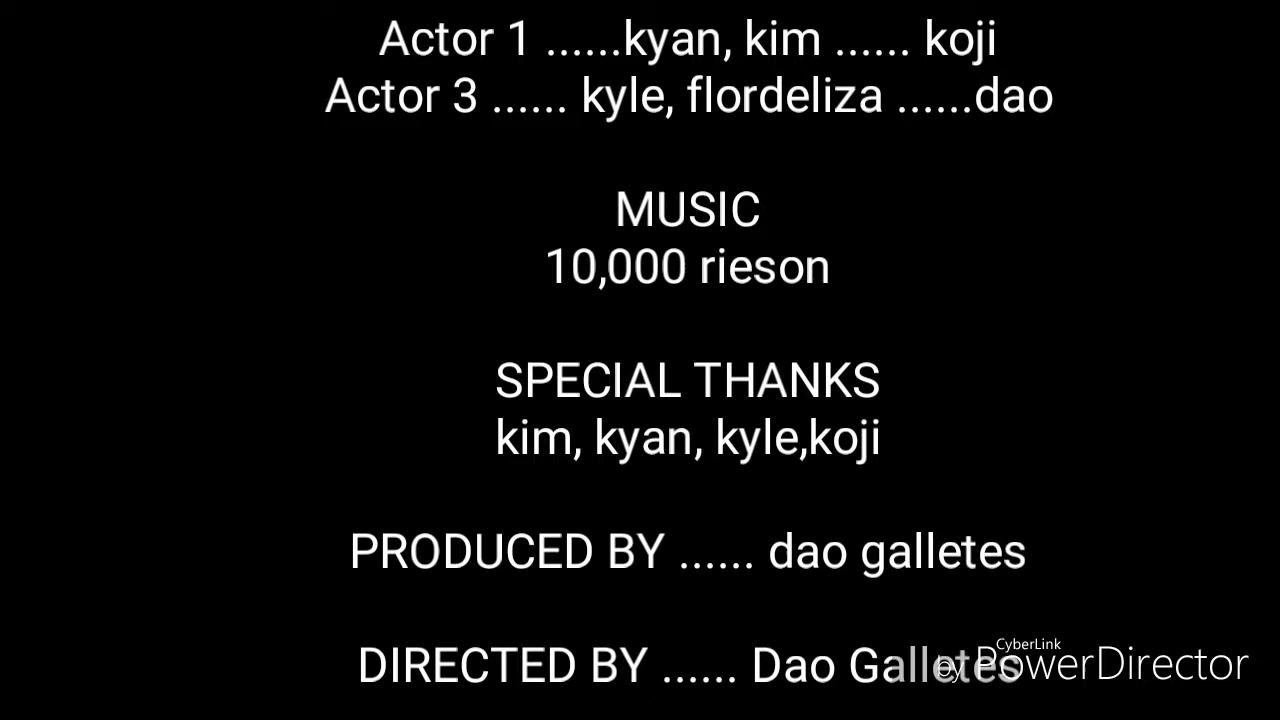 Actor 1 ......kyan, kim ...... koji
Actor 3 ...... kyle, flordeliza ......dao
MUSIC
10,000 rieson
SPECIAL THANKS
kim, kyan, kyle,koji
PRODUCED BY ...... dao galletes
DIRECTED BY ...... Dao Galletes
CyberLink
by PowerDirector